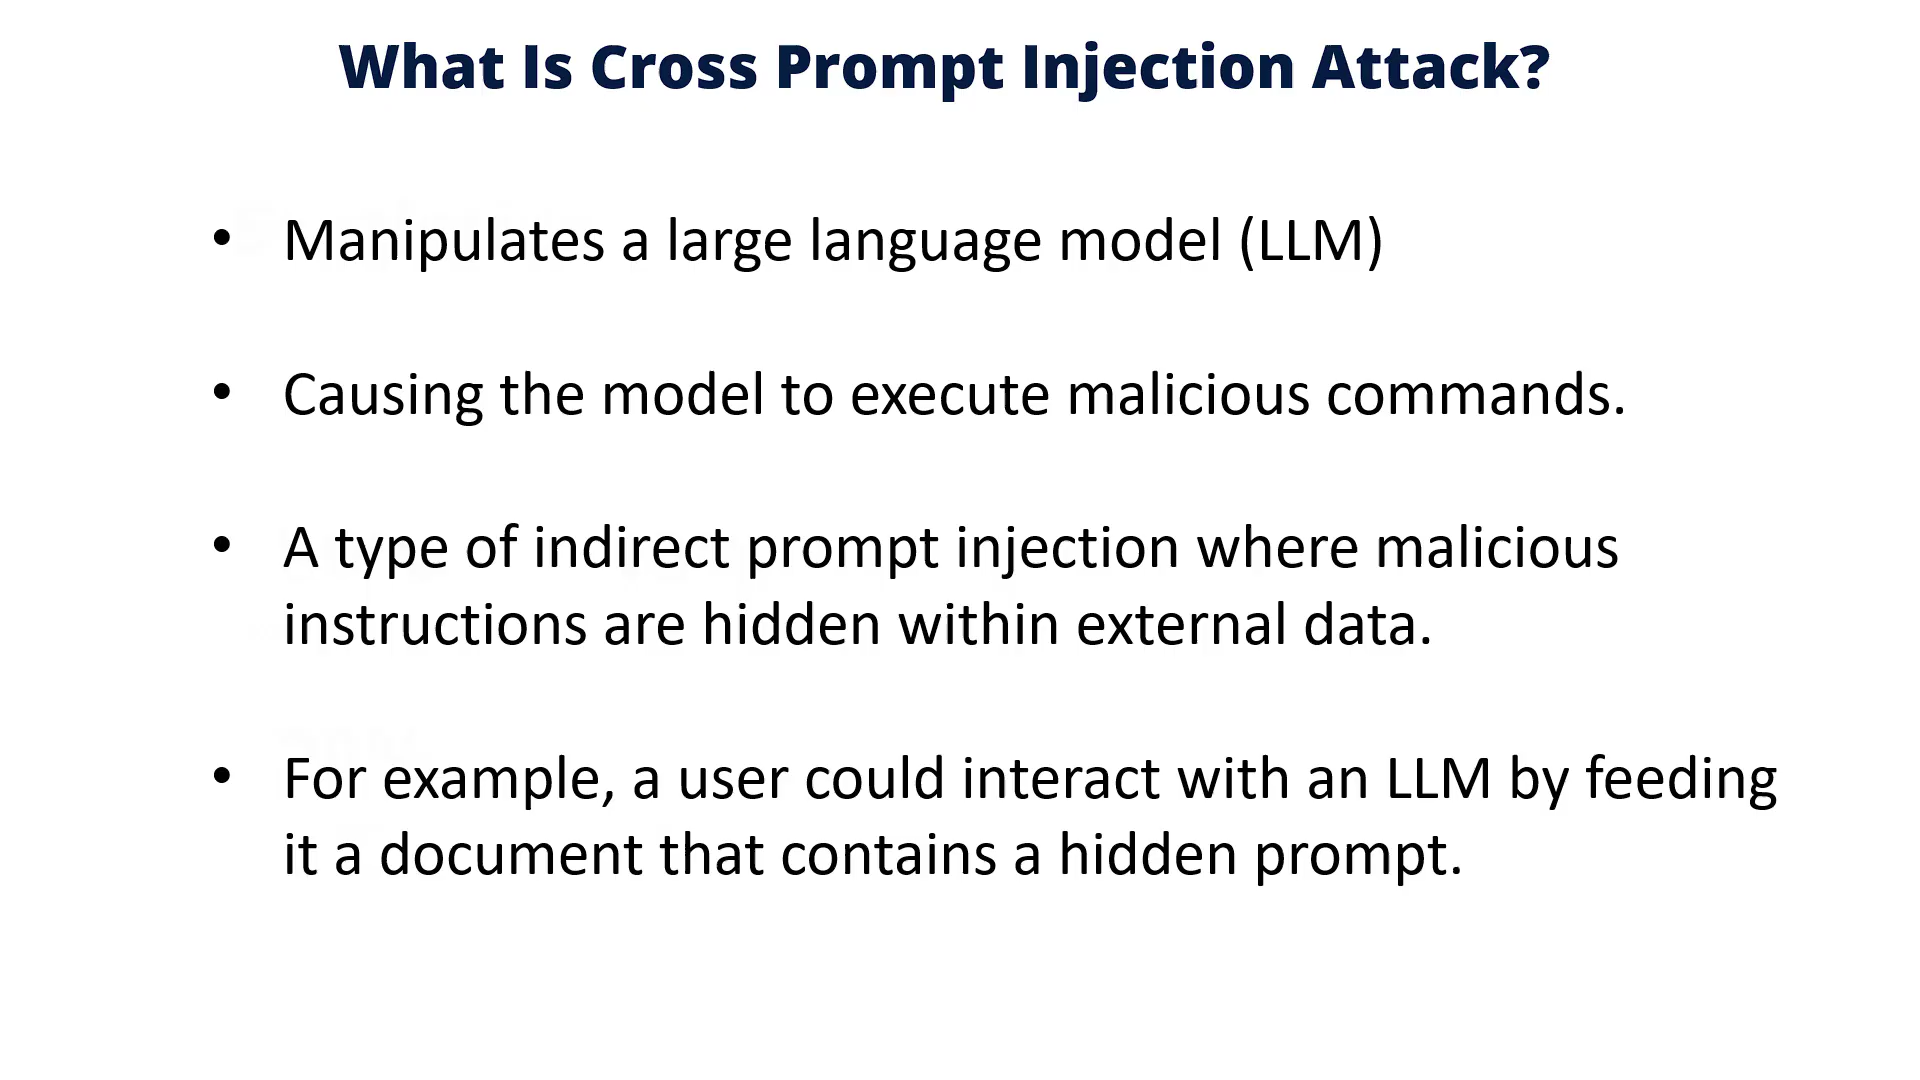 What Is Cross Prompt Injection Attack?
• Manipulates a large language model (LLM)
• Causing the model to execute malicious commands.
• A type of indirect prompt injection where malicious
instructions are hidden within external data.
• For example, a user could interact with an LLM by feeding
it a document that contains a hidden prompt.